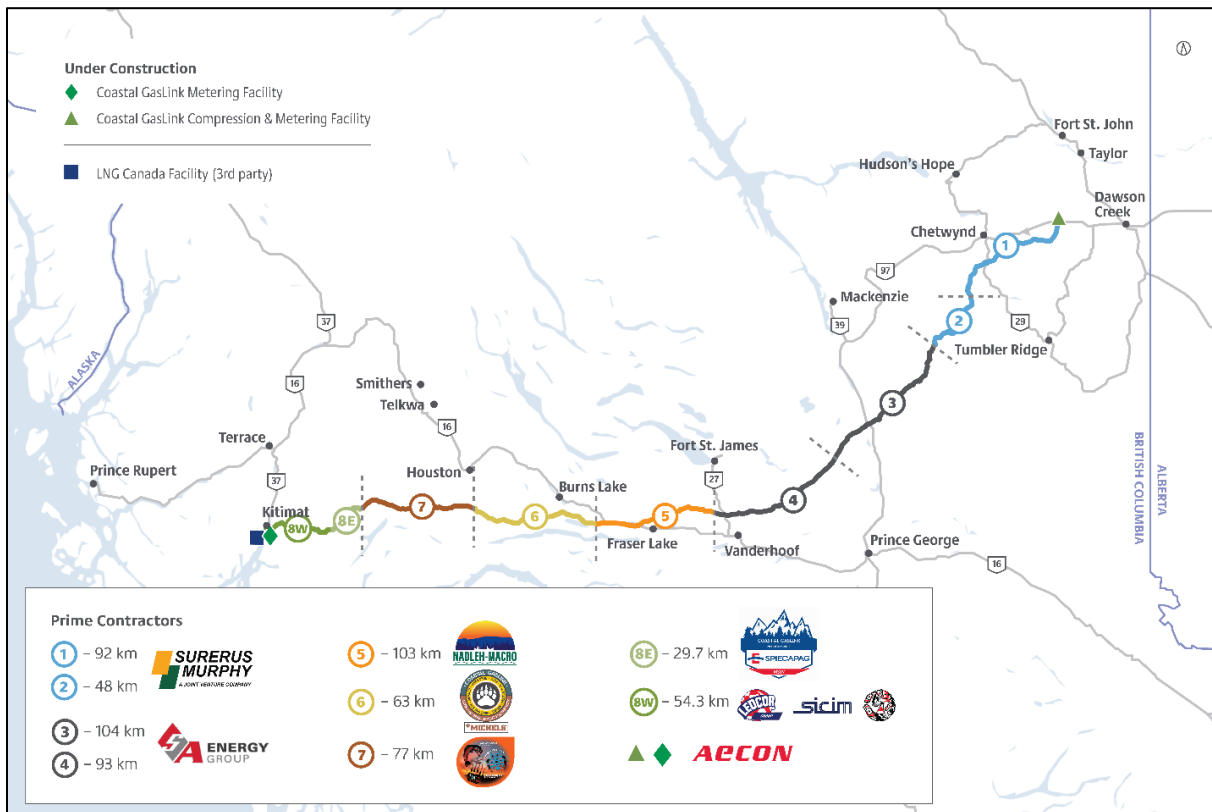 Under Construction
Coastal GasLink Metering Facility
Coastal GasLink Compression & Metering Facility
LNG Canada Facility (3rd party)
Fort St. John
Taylor
Hudson's Hope
Dawson
Creek
Chetwynd
1
97
Mackenzie
2
29
39
Tumbler Ridge
37
ALASKA
16
Smithers
Telkwa
3
16
Terrace
Fort St. James
BRITISH COLUMBIA
ALBERTA
Prince Rupert
37
Houston
27
4
Burns Lake
Kitimat
7
6
5
8W
8E
Fraser Lake
Vanderhoof
Prince George
16
Prime Contractors
1 – 92 km
2 – 48 km
SURERUS
MURPHY
A JOINT VENTURE COMPANY
3 – 104 km
4 – 93 km
SA ENERGY
GROUP
5 – 103 km
NADLEH-MACRO
6 – 63 km
MICHELS
7 – 77 km
8E – 29.7 km
COASTAL GASLINK
SPIECAPAG
8W – 54.3 km
LEDCOR
sicim
AECON